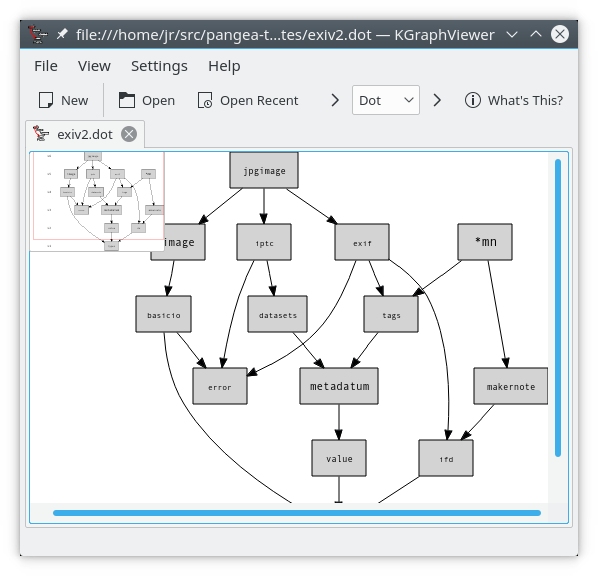 file:///home/jr/src/pangea-t...tes/exiv2.dot — KGraphViewer
File View Settings Help
New Open Open Recent Dot What's This?
exiv2.dot
jpgimage
image iptc exif *mn
basicio datasets tags
error metadatum makernote
value ifd